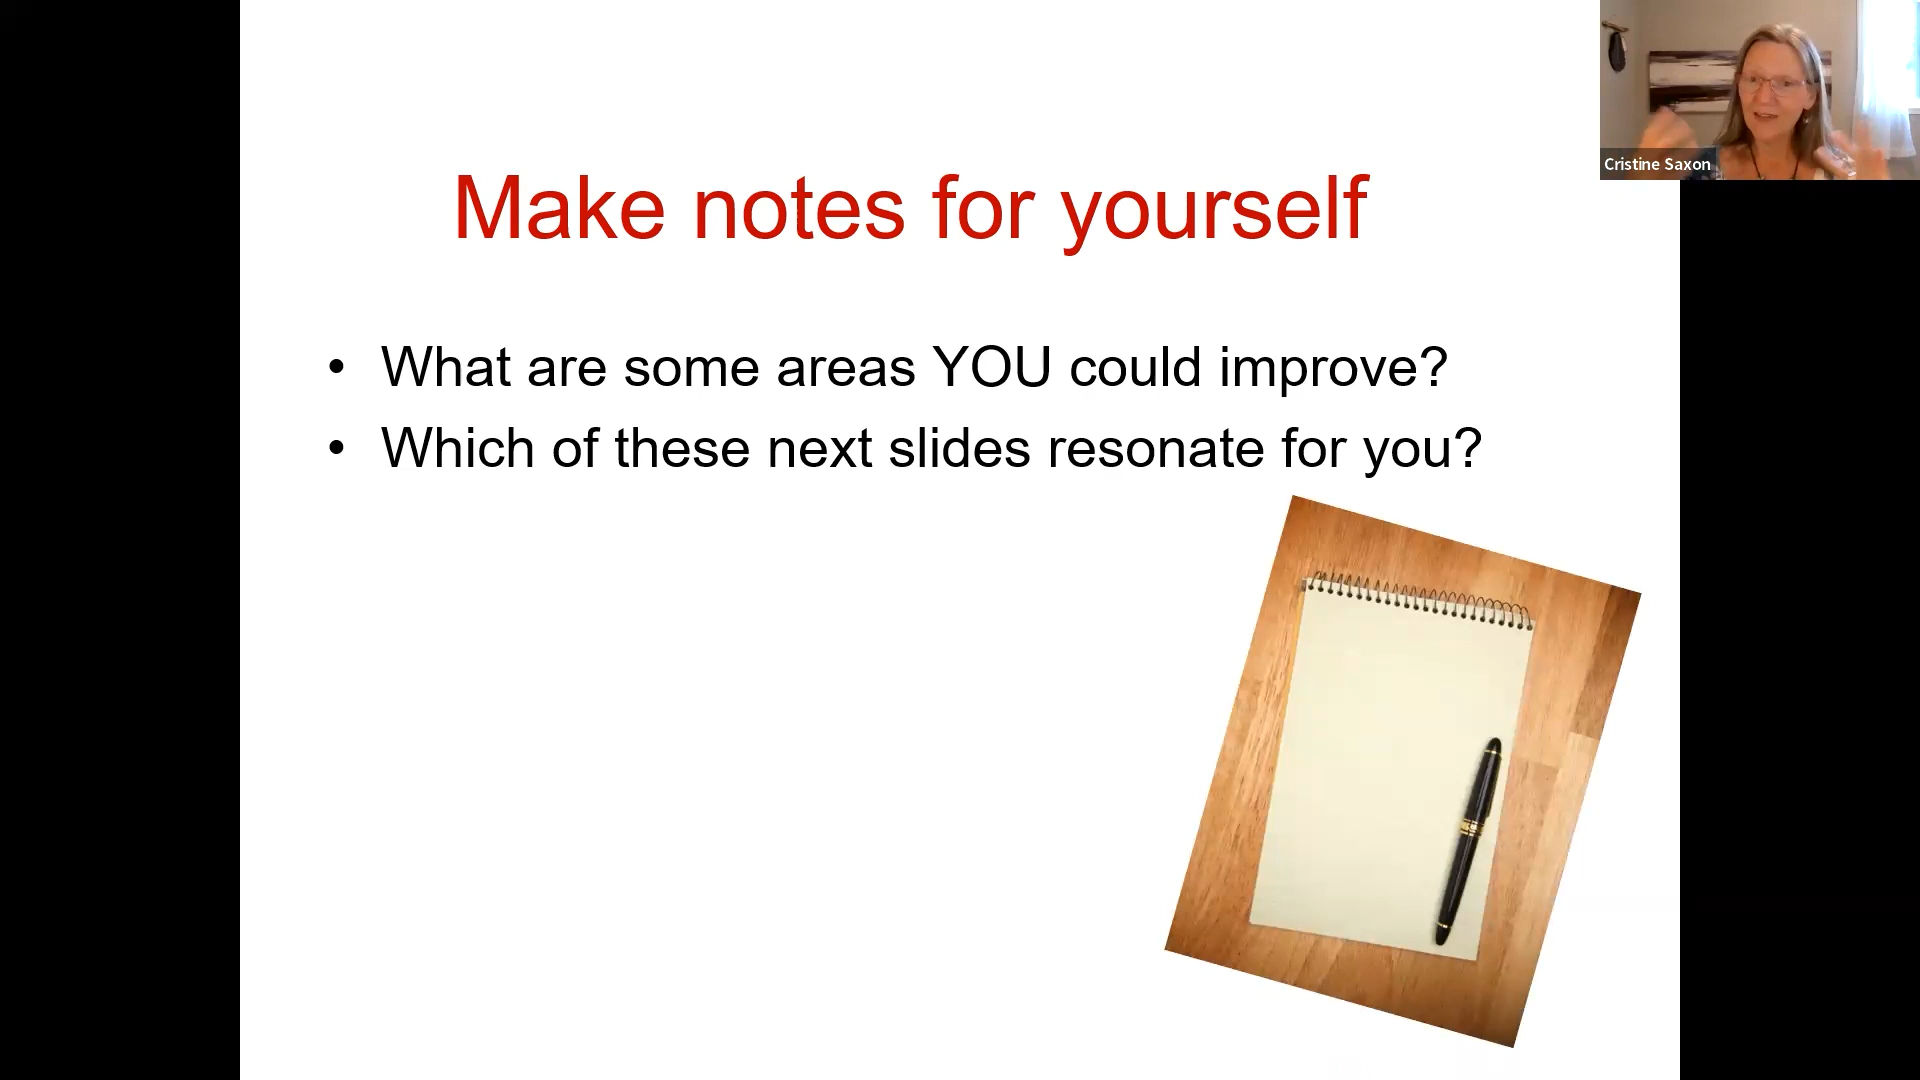 Make notes for yourself
• What are some areas YOU could improve?
• Which of these next slides resonate for you?
Cristine Saxon